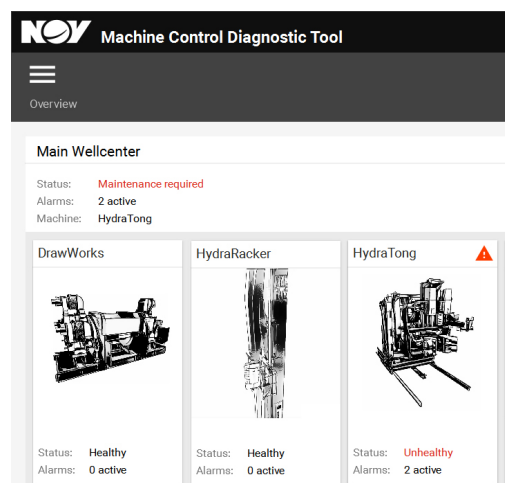 NOV Machine Control Diagnostic Tool
Overview
Main Wellcenter
Status: Maintenance required
Alarms: 2 active
Machine: HydraTong
DrawWorks
Status: Healthy
Alarms: 0 active
HydraRacker
Status: Healthy
Alarms: 0 active
HydraTong
Status: Unhealthy
Alarms: 2 active